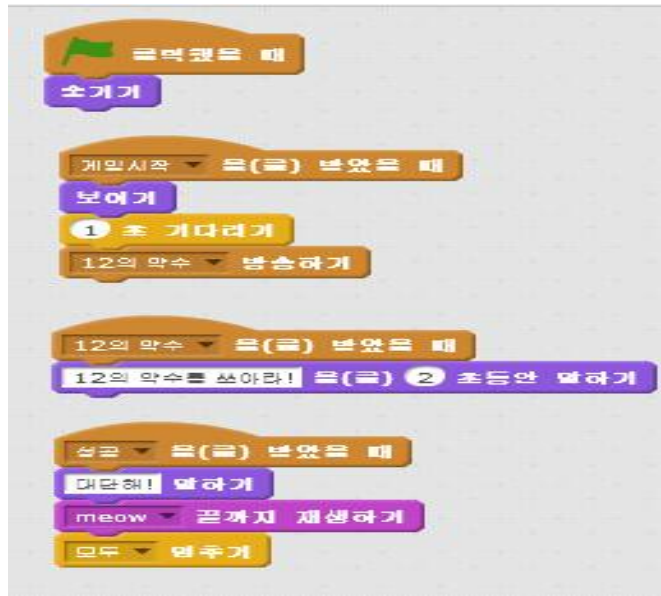 클릭했을 때
숨기기
게임시작 을(를) 받았을 때
보이기
1 초 기다리기
12의 약수 방송하기
12의 약수 을(를) 받았을 때
12의 약수를 쏘아라! 을(를) 2 초동안 말하기
성공 을(를) 받았을 때
대단해! 말하기
meow 끝까지 재생하기
모두 멈추기